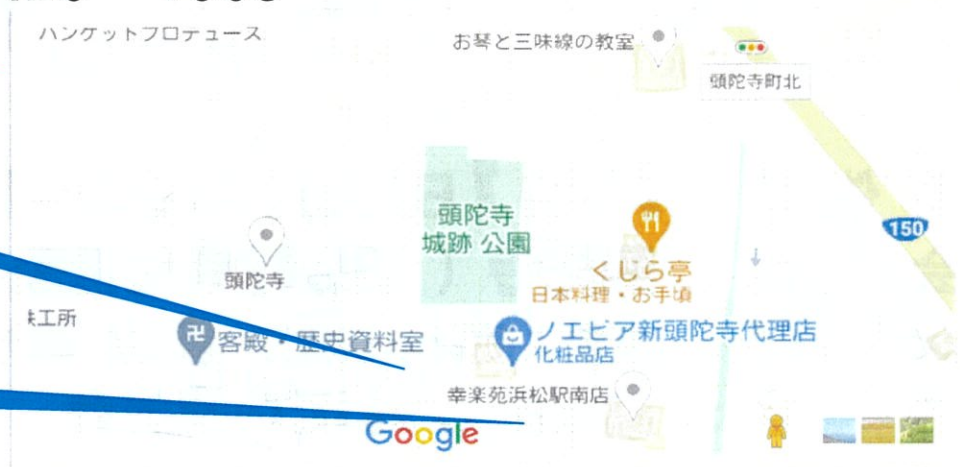 ハンケットプロデュース
お琴と三味線の教室
頭陀寺町北
頭陀寺
城跡 公園
150
頭陀寺
くじら亭
日本料理・お手頃
工所
卍
客殿・歴史資料室
ノエビア新頭陀寺代理店
化粧品店
幸楽苑浜松駅南店
Google